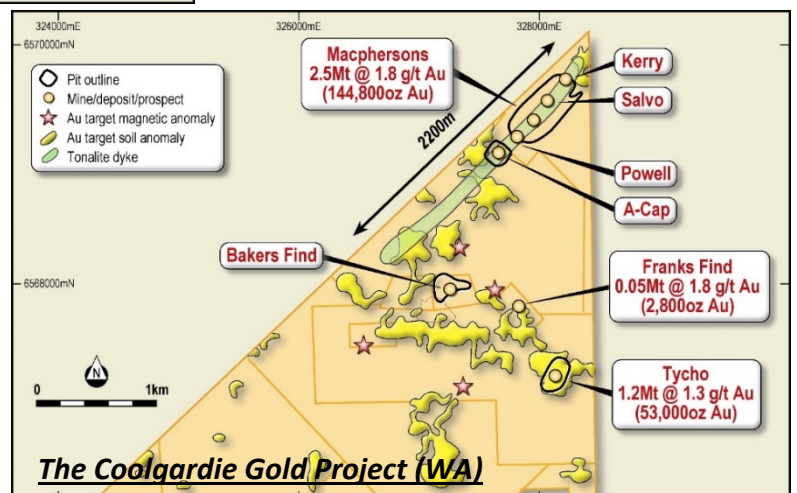 324000mE
326000mE
328000mE
6570000mN
Pit outline
Mine/deposit/prospect
Au target magnetic anomaly
Au target soil anomaly
Tonalite dyke
Macphersons
2.5Mt @ 1.8 g/t Au
(144,800oz Au)
2200m
Kerry
Salvo
Powell
A-Cap
Bakers Find
6568000mN
Franks Find
0.05Mt @ 1.8 g/t Au
(2,800oz Au)
Tycho
1.2Mt @ 1.3 g/t Au
(53,000oz Au)
N
0
1km
The Coolgardie Gold Project (WA)